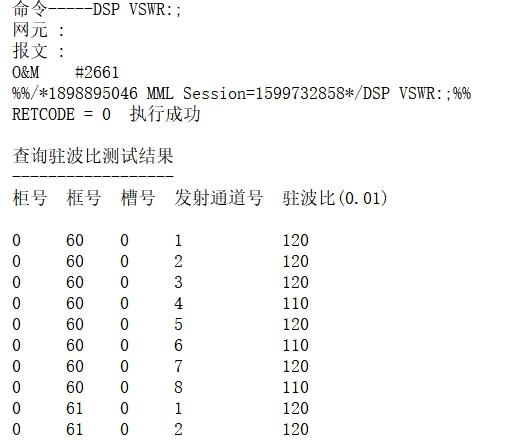 命令-----DSP VSWR:;
网元 :
报文 :
O&M    #2661
%%/*1898895046 MML Session=1599732858*/DSP VSWR:;%%
RETCODE = 0  执行成功
查询驻波比测试结果
------------------
柜号  框号  槽号  发射通道号  驻波比(0.01)
0     60    0     1           120
0     60    0     2           120
0     60    0     3           120
0     60    0     4           110
0     60    0     5           120
0     60    0     6           110
0     60    0     7           120
0     60    0     8           110
0     61    0     1           120
0     61    0     2           120